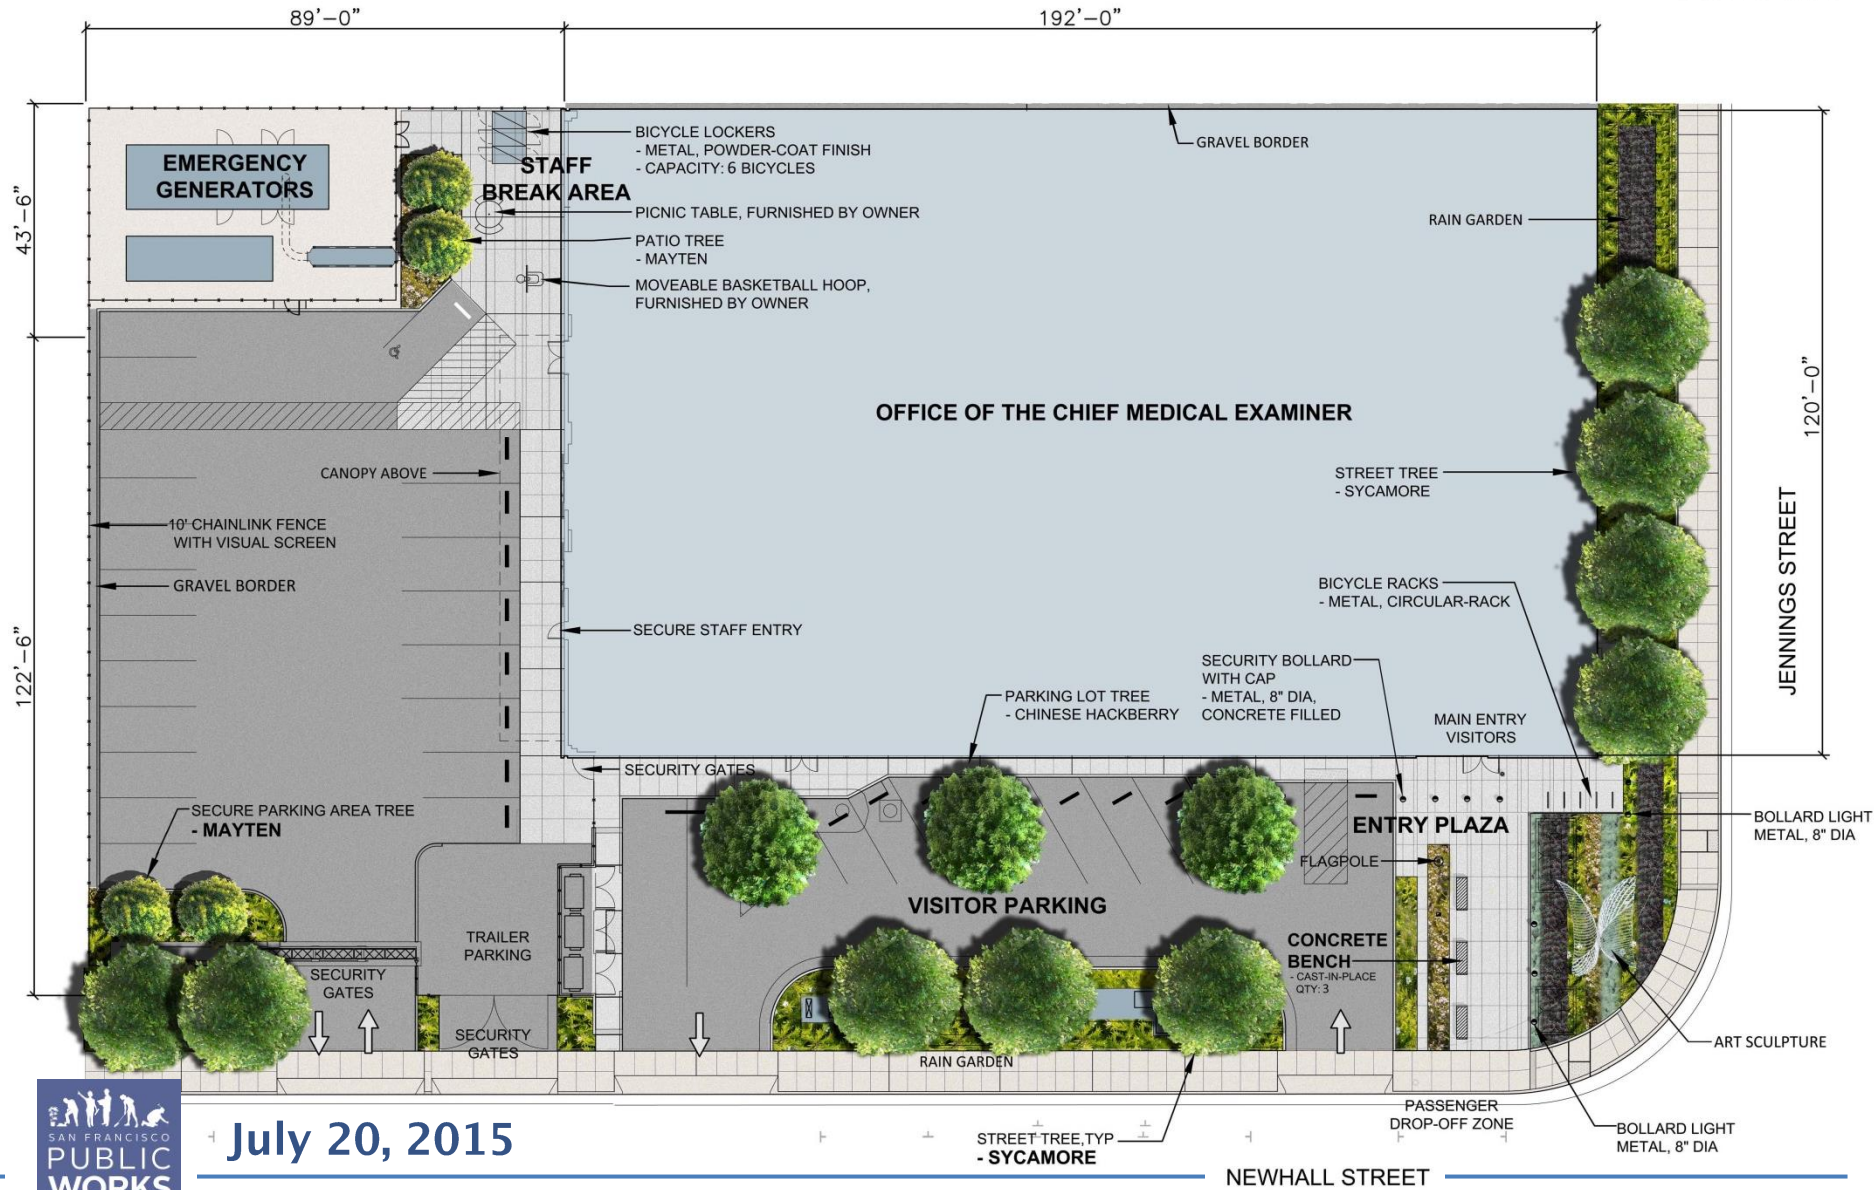 89'-0"
192'-0"
43'-6"
122'-6"
120'-0"
EMERGENCY
GENERATORS
BICYCLE LOCKERS
- METAL, POWDER-COAT FINISH
- CAPACITY: 6 BICYCLES
STAFF
BREAK AREA
PICNIC TABLE, FURNISHED BY OWNER
PATIO TREE
- MAYTEN
MOVEABLE BASKETBALL HOOP,
FURNISHED BY OWNER
GRAVEL BORDER
RAIN GARDEN
OFFICE OF THE CHIEF MEDICAL EXAMINER
CANOPY ABOVE
STREET TREE
- SYCAMORE
10' CHAINLINK FENCE
WITH VISUAL SCREEN
GRAVEL BORDER
JENNINGS STREET
BICYCLE RACKS
- METAL, CIRCULAR-RACK
SECURE STAFF ENTRY
SECURITY BOLLARD
WITH CAP
- METAL, 8" DIA,
CONCRETE FILLED
PARKING LOT TREE
- CHINESE HACKBERRY
MAIN ENTRY
VISITORS
SECURITY GATES
SECURE PARKING AREA TREE
- MAYTEN
ENTRY PLAZA
BOLLARD LIGHT
METAL, 8" DIA
FLAGPOLE
VISITOR PARKING
TRAILER
PARKING
CONCRETE
BENCH
- CAST-IN-PLACE
QTY: 3
SECURITY
GATES
SECURITY
GATES
ART SCULPTURE
RAIN GARDEN
PASSENGER
DROP-OFF ZONE
BOLLARD LIGHT
METAL, 8" DIA
STREET TREE,TYP
- SYCAMORE
SAN FRANCISCO
PUBLIC
WORKS
July 20, 2015
NEWHALL STREET